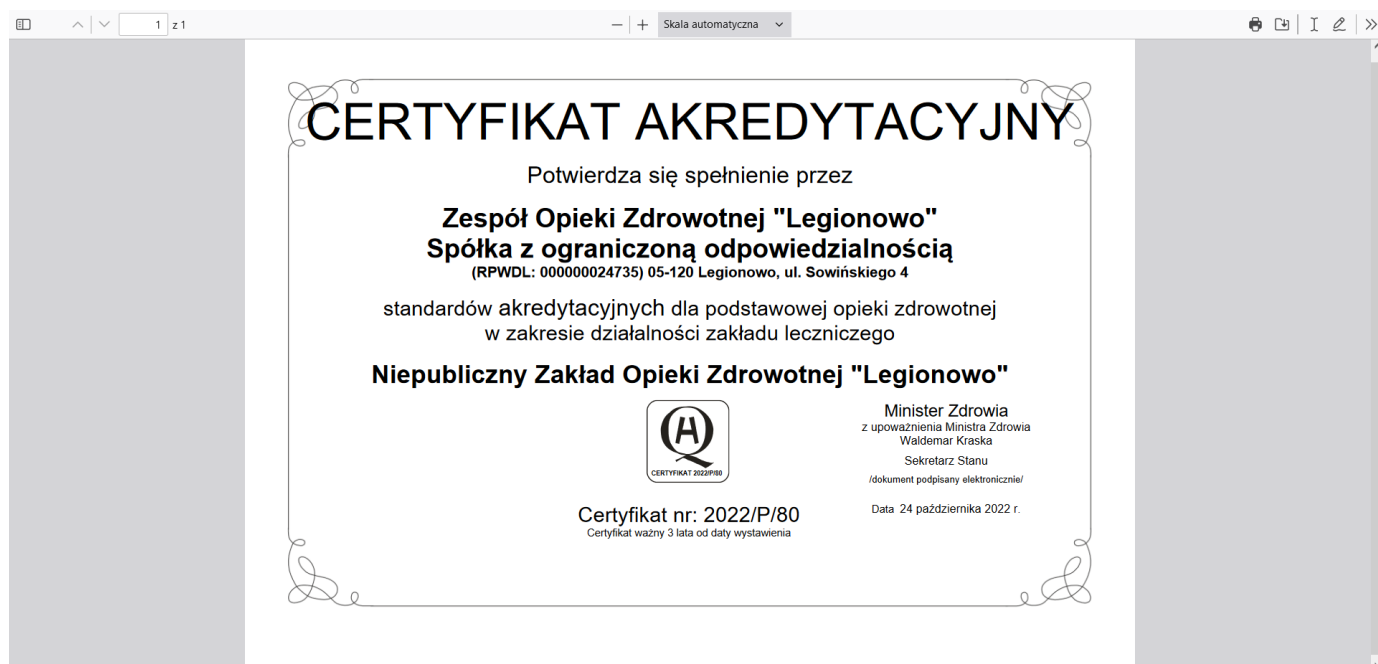 1 z 1
Skala automatyczna
CERTYFIKAT AKREDYTACYJNY
Potwierdza się spełnienie przez
Zespół Opieki Zdrowotnej "Legionowo"
Spółka z ograniczoną odpowiedzialnością
(RPWDL: 000000024735) 05-120 Legionowo, ul. Sowińskiego 4
standardów akredytacyjnych dla podstawowej opieki zdrowotnej
w zakresie działalności zakładu leczniczego
Niepubliczny Zakład Opieki Zdrowotnej "Legionowo"
CERTYFIKAT 2022/P/80
Certyfikat nr: 2022/P/80
Certyfikat ważny 3 lata od daty wystawienia
Minister Zdrowia
z upoważnienia Ministra Zdrowia
Waldemar Kraska
Sekretarz Stanu
/dokument podpisany elektronicznie/
Data 24 października 2022 r.